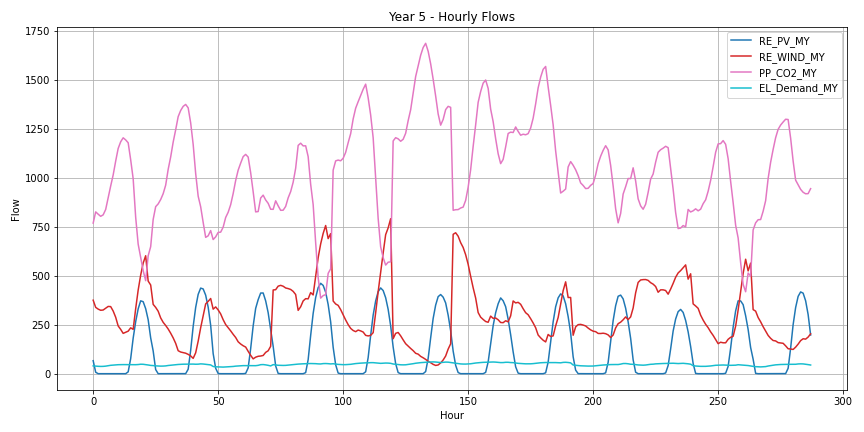 Year 5 - Hourly Flows
1750
1500
1250
1000
750
500
250
0
Flow
RE_PV_MY
RE_WIND_MY
PP_CO2_MY
EL_Demand_MY
0 50 100 150 200 250 300
Hour